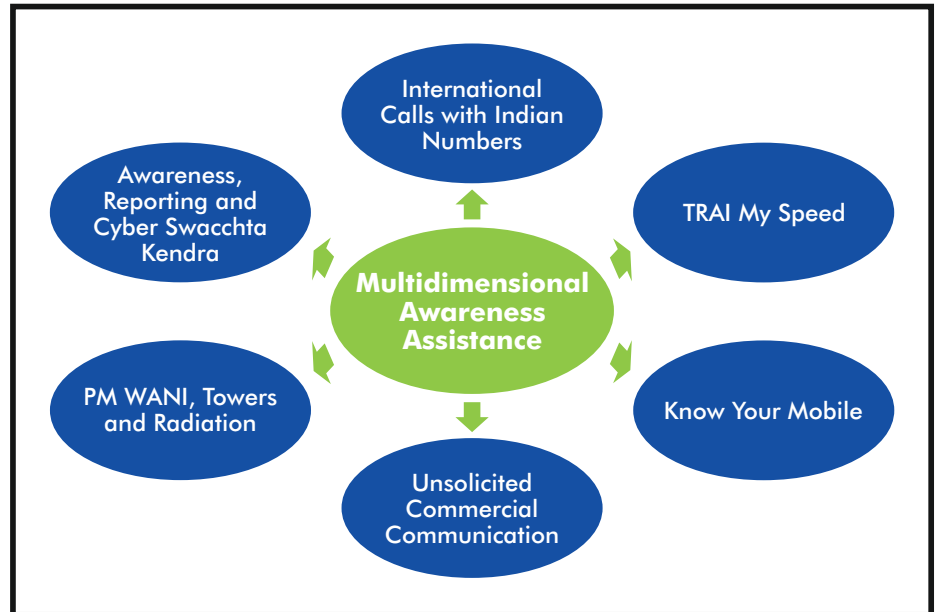 International
Calls with Indian
Numbers
Awareness,
Reporting and
Cyber Swacchta
Kendra
TRAI My Speed
Multidimensional
Awareness
Assistance
PM WANI, Towers
and Radiation
Know Your Mobile
Unsolicited
Commercial
Communication